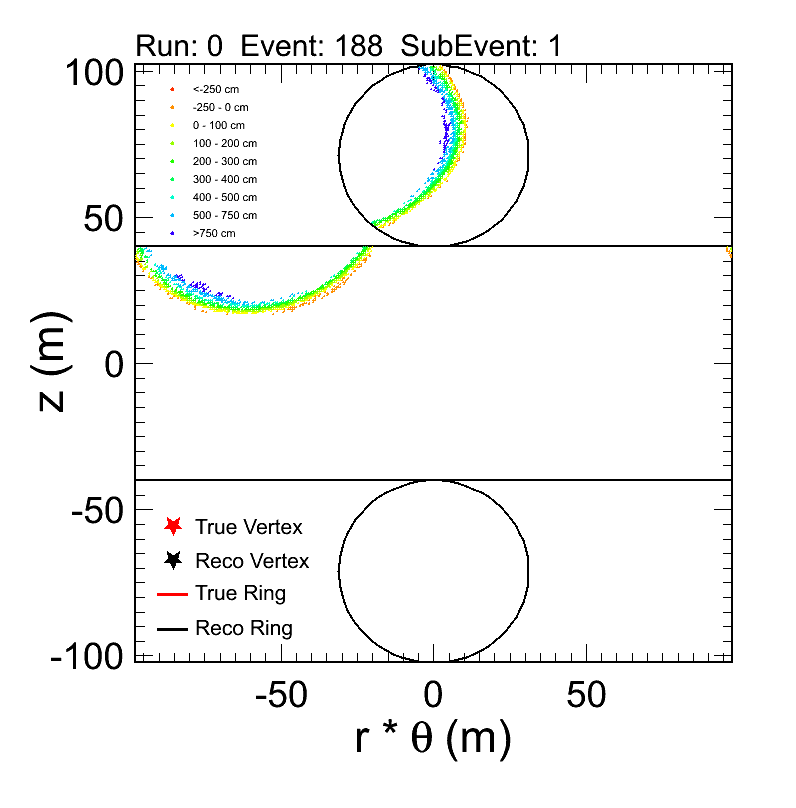 Run: 0  Event: 188  SubEvent: 1
100
<-250 cm
-250 - 0 cm
0 - 100 cm
100 - 200 cm
200 - 300 cm
300 - 400 cm
400 - 500 cm
500 - 750 cm
>750 cm
50
0
-50
-100
z (m)
True Vertex
Reco Vertex
True Ring
Reco Ring
-50 0 50
r * θ (m)